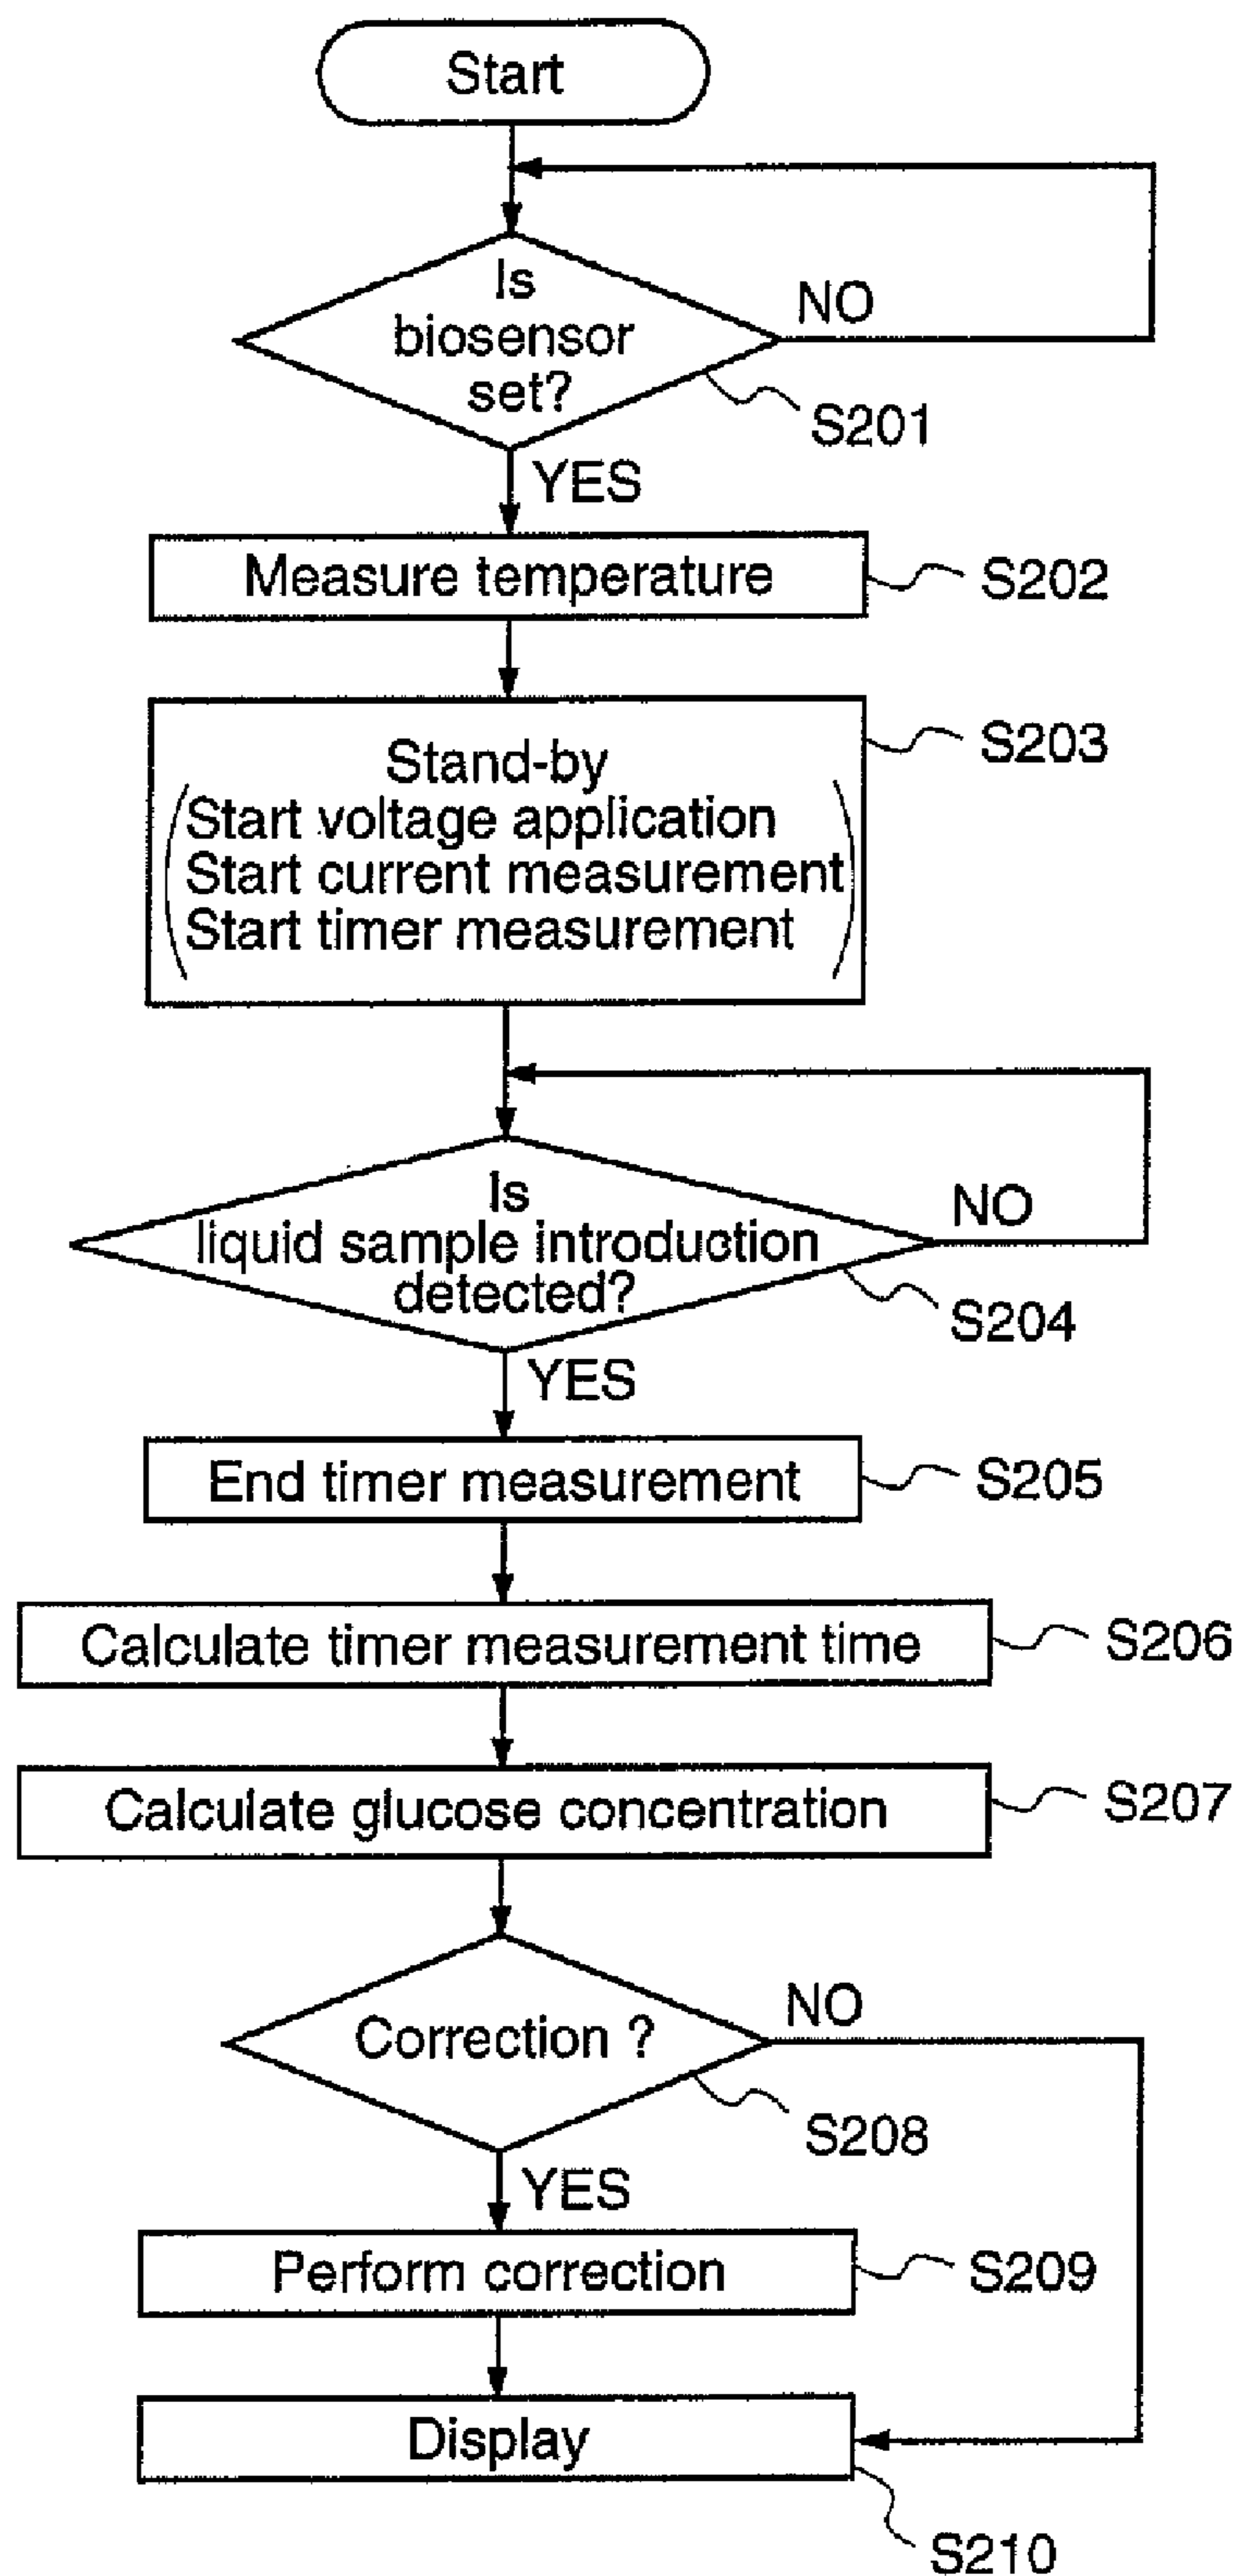 Start
Is
biosensor
set?
NO
S201
YES
Measure temperature
S202
Stand-by
S203
Start voltage application
Start current measurement
Start timer measurement
Is
liquid sample introduction
detected?
NO
S204
YES
End timer measurement
S205
Calculate timer measurement time
S206
Calculate glucose concentration
S207
Correction ?
NO
S208
YES
Perform correction
S209
Display
S210